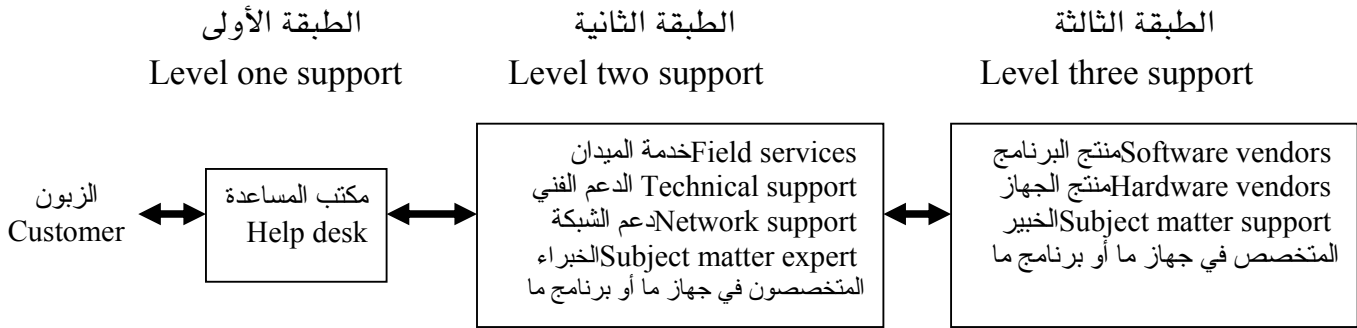 الطبقة الأولى
Level one support
الطبقة الثانية
Level two support
الطبقة الثالثة
Level three support
الزبون
Customer
مكتب المساعدة
Help desk
Field servicesخدمة الميدان
Technical support الدعم الفني
Network supportدعم الشبكة
Subject matter expertالخبراء
المتخصصون في جهاز ما أو برنامج ما
Software vendorsمنتج البرنامج
Hardware vendorsمنتج الجهاز
Subject matter supportالخبير
المتخصص في جهاز ما أو برنامج ما